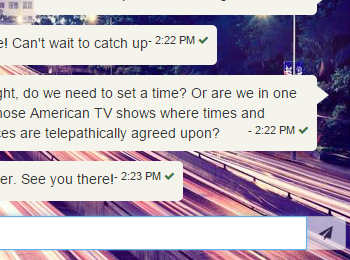 e! Can't wait to catch up- 2:22 PM ✔
ght, do we need to set a time? Or are we in one
hose American TV shows where times and
ces are telepathically agreed upon? - 2:22 PM ✔
er. See you there!- 2:23 PM ✔